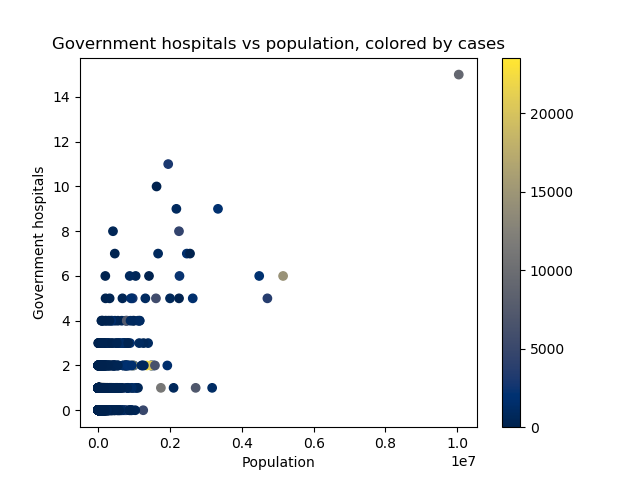 Government hospitals vs population, colored by cases
Government hospitals
14
12
10
8
6
4
2
0
0.0 0.2 0.4 0.6 0.8 1.0
1e7
Population
20000
15000
10000
5000
0